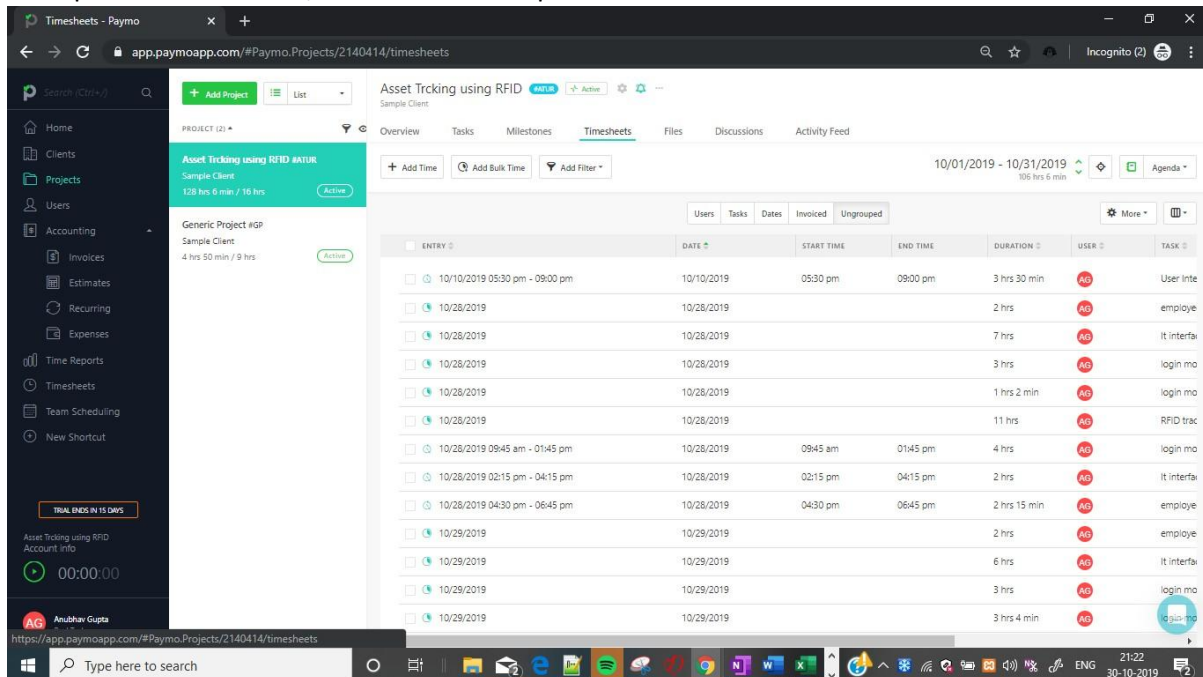 Timesheets - Paymo
app.paymoapp.com/#Paymo.Projects/2140414/timesheets
Incognito (2)
Search (Ctrl+/)
Home
Clients
Projects
Users
Accounting
Invoices
Estimates
Recurring
Expenses
Time Reports
Timesheets
Team Scheduling
New Shortcut
TRIAL ENDS IN 15 DAYS
Asset Trcking using RFID
Account info
00:00:00
AG Anubhav Gupta
https://app.paymoapp.com/#Paymo.Projects/2140414/timesheets
+ Add Project List
PROJECT (2)
Asset Trcking using RFID #ATUR
Sample Client
128 hrs 6 min / 16 hrs Active
Generic Project #GP
Sample Client
4 hrs 50 min / 9 hrs Active
Asset Trcking using RFID #ATUR Active
Sample Client
Overview Tasks Milestones Timesheets Files Discussions Activity Feed
+ Add Time Add Bulk Time Add Filter 10/01/2019 - 10/31/2019 Agenda
106 hrs 6 min
Users Tasks Dates Invoiced Ungrouped More
ENTRY DATE START TIME END TIME DURATION USER TASK
10/10/2019 05:30 pm - 09:00 pm 10/10/2019 05:30 pm 09:00 pm 3 hrs 30 min AG User Inte
10/28/2019 10/28/2019 2 hrs AG employe
10/28/2019 10/28/2019 7 hrs AG It interfa
10/28/2019 10/28/2019 3 hrs AG login mo
10/28/2019 10/28/2019 1 hrs 2 min AG login mo
10/28/2019 10/28/2019 11 hrs AG RFID trac
10/28/2019 09:45 am - 01:45 pm 10/28/2019 09:45 am 01:45 pm 4 hrs AG login mo
10/28/2019 02:15 pm - 04:15 pm 10/28/2019 02:15 pm 04:15 pm 2 hrs AG It interfa
10/28/2019 04:30 pm - 06:45 pm 10/28/2019 04:30 pm 06:45 pm 2 hrs 15 min AG employe
10/29/2019 10/29/2019 2 hrs AG employe
10/29/2019 10/29/2019 6 hrs AG It interfa
10/29/2019 10/29/2019 3 hrs AG login mo
10/29/2019 10/29/2019 3 hrs 4 min AG login mo
Type here to search
ENG
21:22
30-10-2019
2